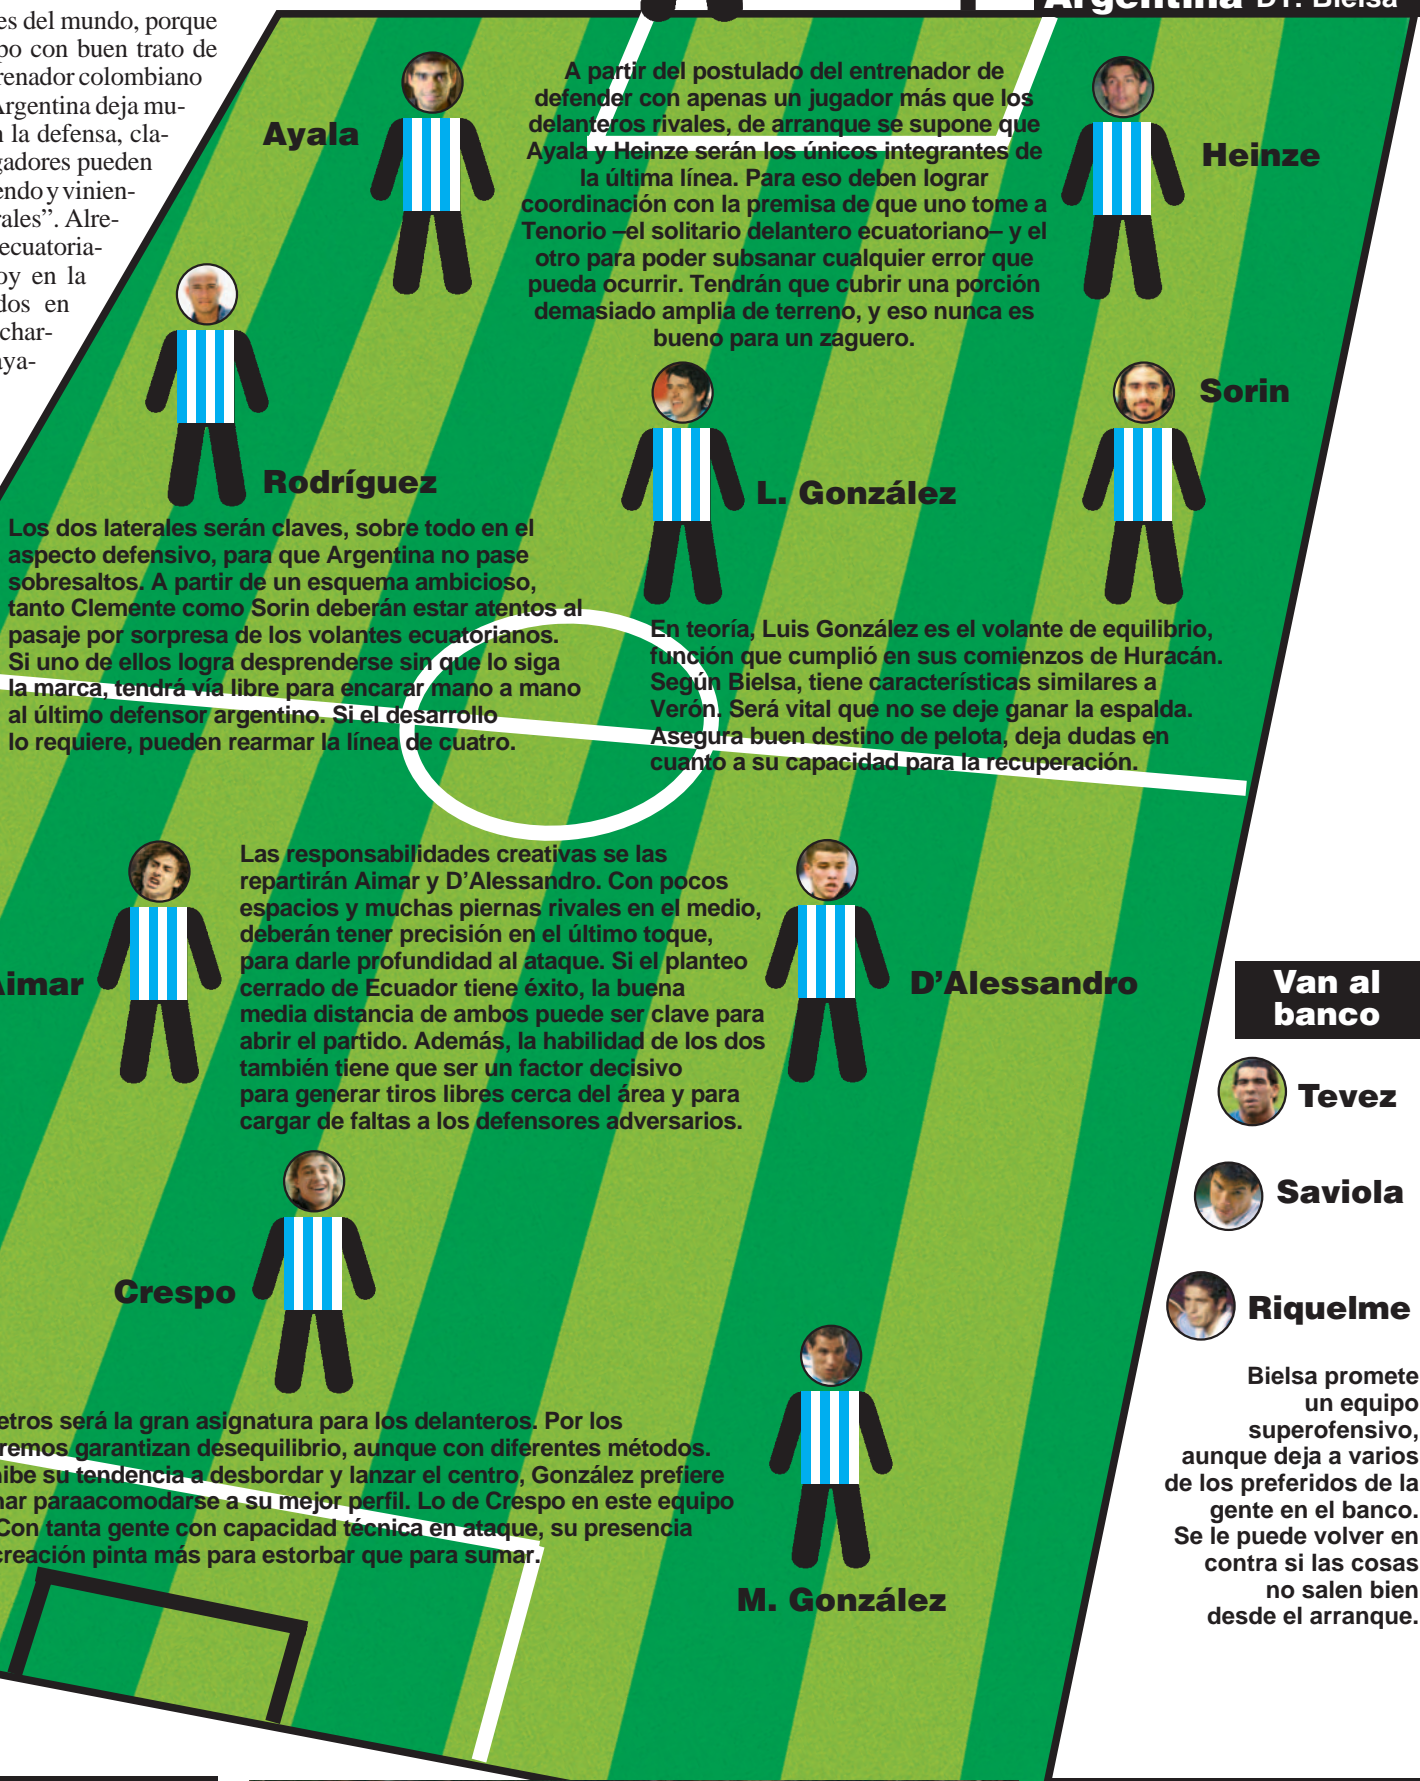 Argentina DT: Bielsa
es del mundo, porque
po con buen trato de
renador colombiano
Argentina deja mu-
n la defensa, cla-
gadores pueden
endo y vinien-
rales”. Alre-
ecuatoria-
oy en la
dos en
char-
aya-
Ayala
A partir del postulado del entrenador de
defender con apenas un jugador más que los
delanteros rivales, de arranque se supone que
Ayala y Heinze serán los únicos integrantes de
la última línea. Para eso deben lograr
coordinación con la premisa de que uno tome a
Tenorio –el solitario delantero ecuatoriano– y el
otro para poder subsanar cualquier error que
pueda ocurrir. Tendrán que cubrir una porción
demasiado amplia de terreno, y eso nunca es
bueno para un zaguero.
Heinze
Sorin
Rodríguez
L. González
Los dos laterales serán claves, sobre todo en el
aspecto defensivo, para que Argentina no pase
sobresaltos. A partir de un esquema ambicioso,
tanto Clemente como Sorin deberán estar atentos al
pasaje por sorpresa de los volantes ecuatorianos.
Si uno de ellos logra desprenderse sin que lo siga
la marca, tendrá vía libre para encarar mano a mano
al último defensor argentino. Si el desarrollo
lo requiere, pueden rearmar la línea de cuatro.
En teoría, Luis González es el volante de equilibrio,
función que cumplió en sus comienzos de Huracán.
Según Bielsa, tiene características similares a
Verón. Será vital que no se deje ganar la espalda.
Asegura buen destino de pelota, deja dudas en
cuanto a su capacidad para la recuperación.
Aimar
Las responsabilidades creativas se las
repartirán Aimar y D’Alessandro. Con pocos
espacios y muchas piernas rivales en el medio,
deberán tener precisión en el último toque,
para darle profundidad al ataque. Si el planteo
cerrado de Ecuador tiene éxito, la buena
media distancia de ambos puede ser clave para
abrir el partido. Además, la habilidad de los dos
también tiene que ser un factor decisivo
para generar tiros libres cerca del área y para
cargar de faltas a los defensores adversarios.
D’Alessandro
Crespo
etros será la gran asignatura para los delanteros. Por los
remos garantizan desequilibrio, aunque con diferentes métodos.
ibe su tendencia a desbordar y lanzar el centro, González prefiere
nar paraacomodarse a su mejor perfil. Lo de Crespo en este equipo
Con tanta gente con capacidad técnica en ataque, su presencia
creación pinta más para estorbar que para sumar.
M. González
Van al
banco
Tevez
Saviola
Riquelme
Bielsa promete
un equipo
superofensivo,
aunque deja a varios
de los preferidos de la
gente en el banco.
Se le puede volver en
contra si las cosas
no salen bien
desde el arranque.